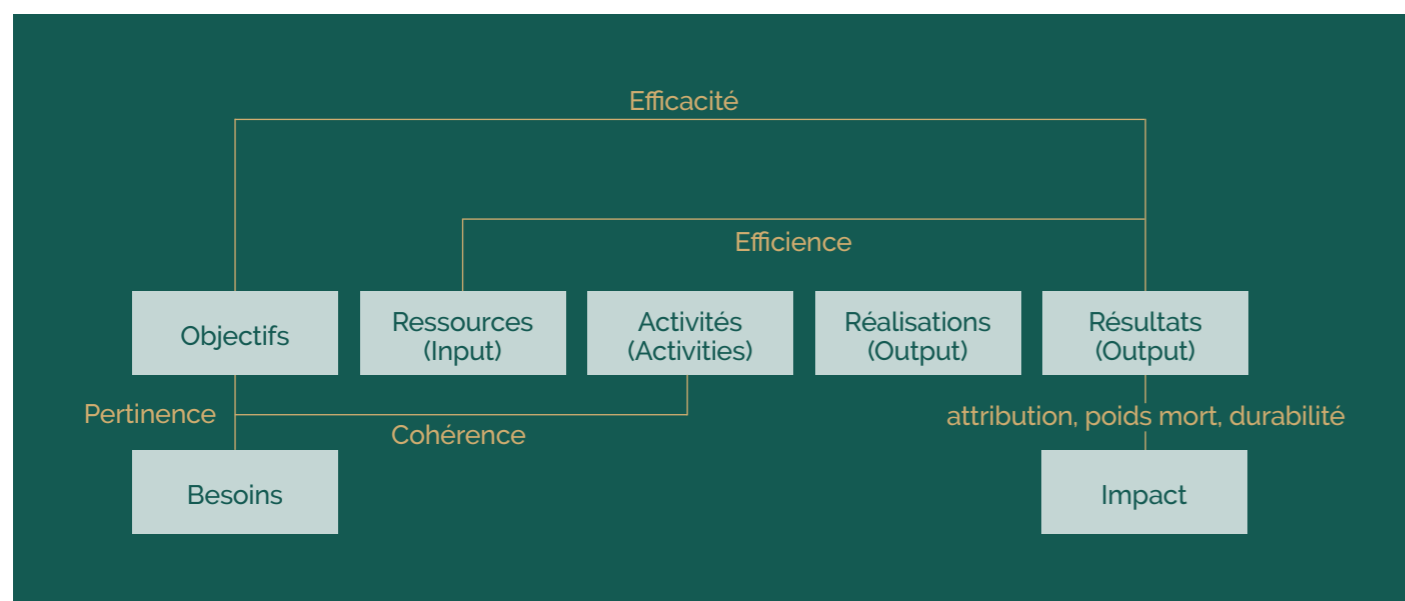 Efficacité
Efficience
Objectifs
Ressources
(Input)
Activités
(Activities)
Réalisations
(Output)
Résultats
(Output)
Pertinence
Cohérence
attribution, poids mort, durabilité
Besoins
Impact